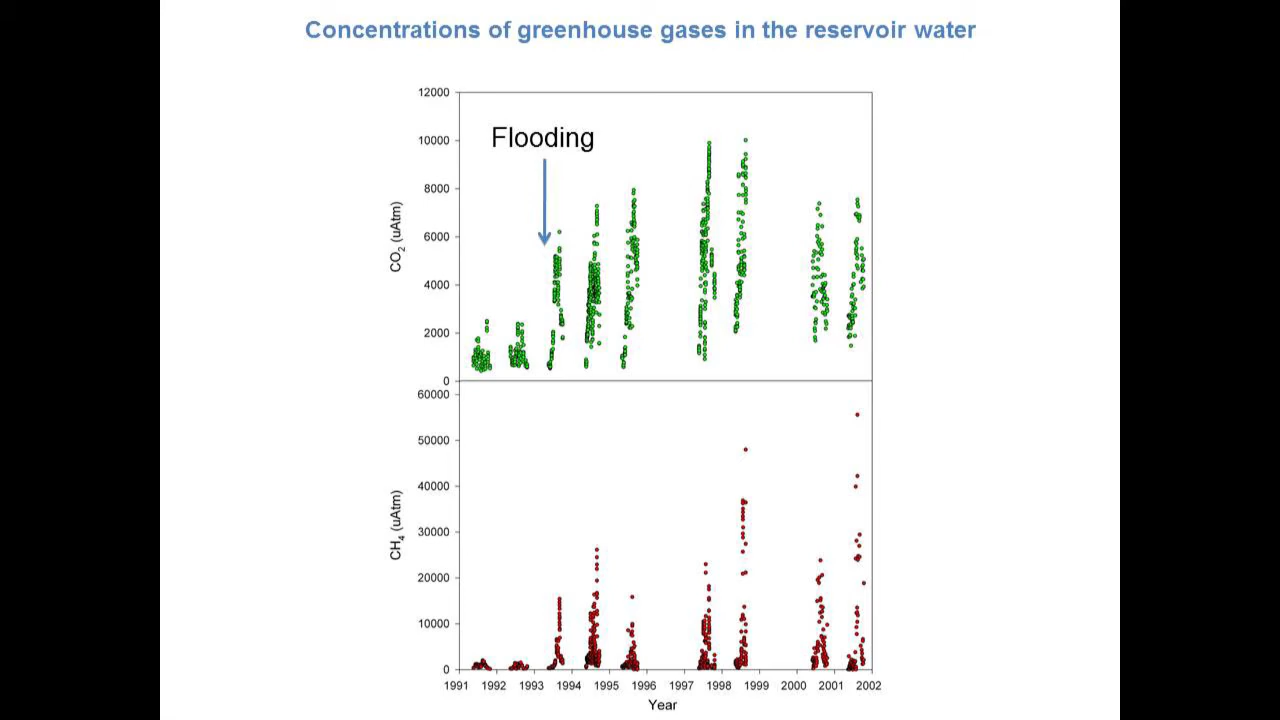 Concentrations of greenhouse gases in the reservoir water
12000
10000
8000
6000
4000
2000
0
CO2 (uAtm)
Flooding
60000
50000
40000
30000
20000
10000
0
CH4 (uAtm)
1991 1992 1993 1994 1995 1996 1997 1998 1999 2000 2001 2002
Year